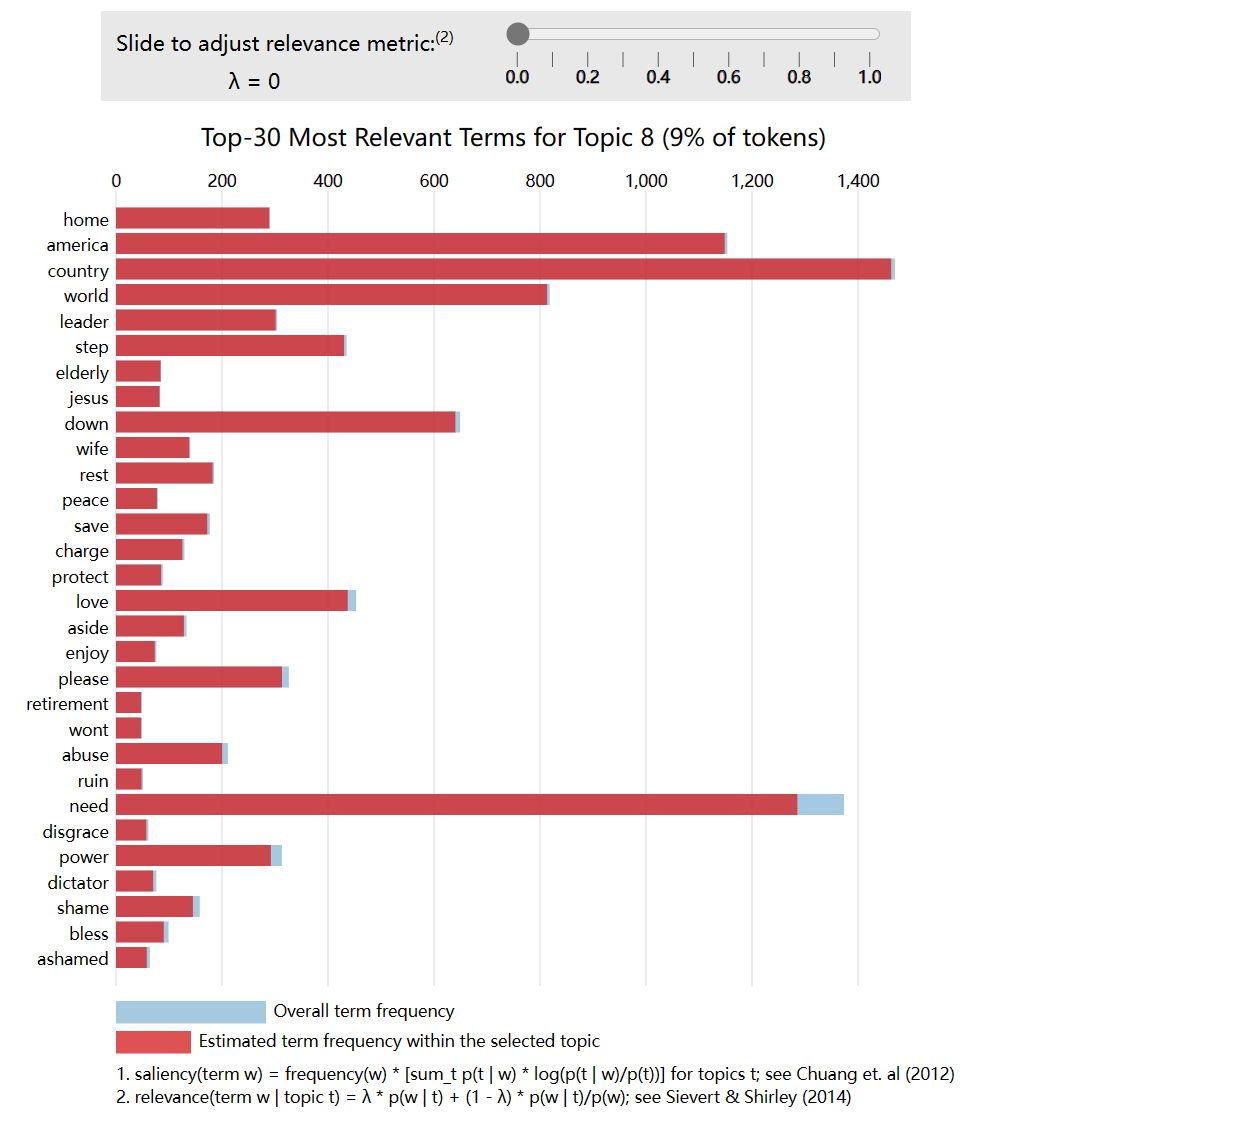 Slide to adjust relevance metric:(2)
λ = 0
0.0 0.2 0.4 0.6 0.8 1.0
Top-30 Most Relevant Terms for Topic 8 (9% of tokens)
0 200 400 600 800 1,000 1,200 1,400
home
america
country
world
leader
step
elderly
jesus
down
wife
rest
peace
save
charge
protect
love
aside
enjoy
please
retirement
wont
abuse
ruin
need
disgrace
power
dictator
shame
bless
ashamed
Overall term frequency
Estimated term frequency within the selected topic
1. saliency(term w) = frequency(w) * [sum_t p(t | w) * log(p(t | w)/p(t))] for topics t; see Chuang et. al (2012)
2. relevance(term w | topic t) = λ * p(w | t) + (1 - λ) * p(w | t)/p(w); see Sievert & Shirley (2014)